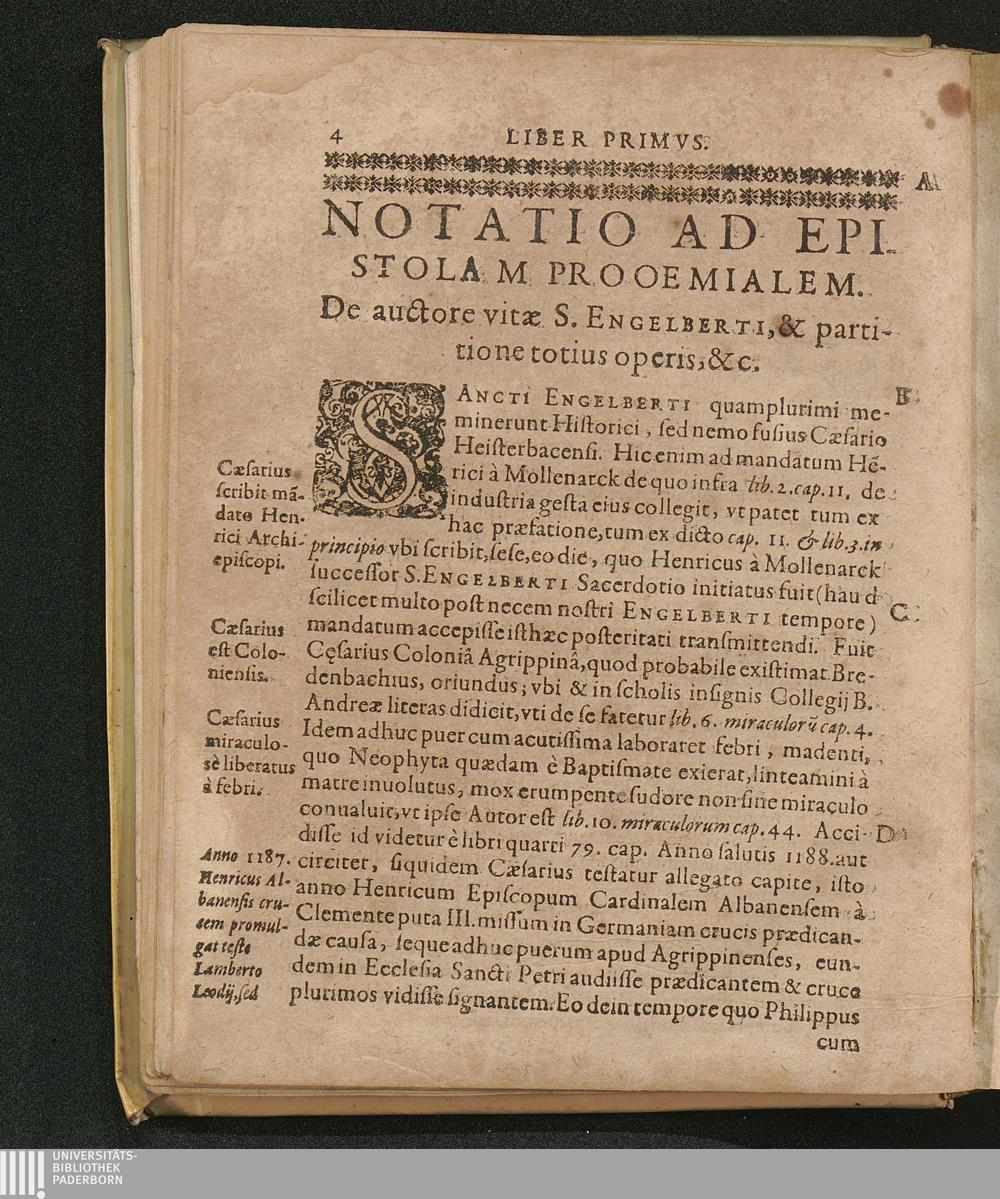 4 LIBER PRIMVS.
NOTATIO AD EPI-
STOLAM PROOEMIALEM.
De auctore vitæ S. ENGELBERTI, & parti-
tione totius operis, &c.
SANCTI ENGELBERTI quamplurimi me-
minerunt Historici, sed nemo fusius Cæsario
Heisterbacensi. Hic enim ad mandatum Hẽ-
rici à Mollenarck de quo infra lib. 2. cap. 11. de
industria gesta eius collegit, vt patet tum ex
hac præfatione, tum ex dicto cap. 11. & lib. 3. in
principio vbi scribit, sese, eo die, quo Henricus à Mollenarck
successor S. ENGELBERTI Sacerdotio initiatus fuit (haud
scilicet multo post necem nostri ENGELBERTI tempore)
mandatum accepisse isthæc posteritati transmittendi. Fuit
Cęsarius Coloniâ Agrippinâ, quod probabile existimat Bre-
denbachius, oriundus; vbi & in scholis insignis Collegij B.
Andreæ literas didicit, vti de se fatetur lib. 6. miraculorũ cap. 4.
Idem adhuc puer cum acutissima laboraret febri, madenti,
quo Neophyta quædam è Baptismate exierat, linteamini à
matre inuolutus, mox erumpente sudore non sine miraculo
conualuit, vt ipse Autor est lib. 10. miraculorum cap. 44. Acci-
disse id videtur è libri quarti 79. cap. Anno salutis 1188. aut
circiter, siquidem Cæsarius testatur allegato capite, isto
anno Henricum Episcopum Cardinalem Albanensem à
Clemente puta III. missum in Germaniam crucis prædican-
dæ causa, seque adhuc puerum apud Agrippinenses, eun-
dem in Ecclesia Sancti Petri audiisse prædicantem & cruce
plurimos vidisse signantem. Eo dein tempore quo Philippus
cum
Cæsarius
scribit mã-
dato Hen-
rici Archi-
episcopi.
Cæsarius
est Colo-
niensis.
Cæsarius
miraculo-
sè liberatus
à febri.
Anno 1187.
Henricus Al-
banensis cru-
cem promul-
gat teste
Lamberto
Leodij, sed
A
B
C
D
UNIVERSITÄTS-
BIBLIOTHEK
PADERBORN